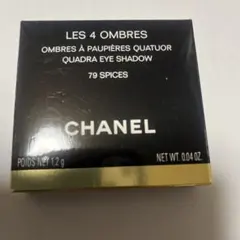 LES 4 OMBRES
OMBRES À PAUPIÈRES QUATUOR
QUADRA EYE SHADOW
79 SPICES
CHANEL
POIDS NET 1,2 g
NET WT. 0.04 OZ.